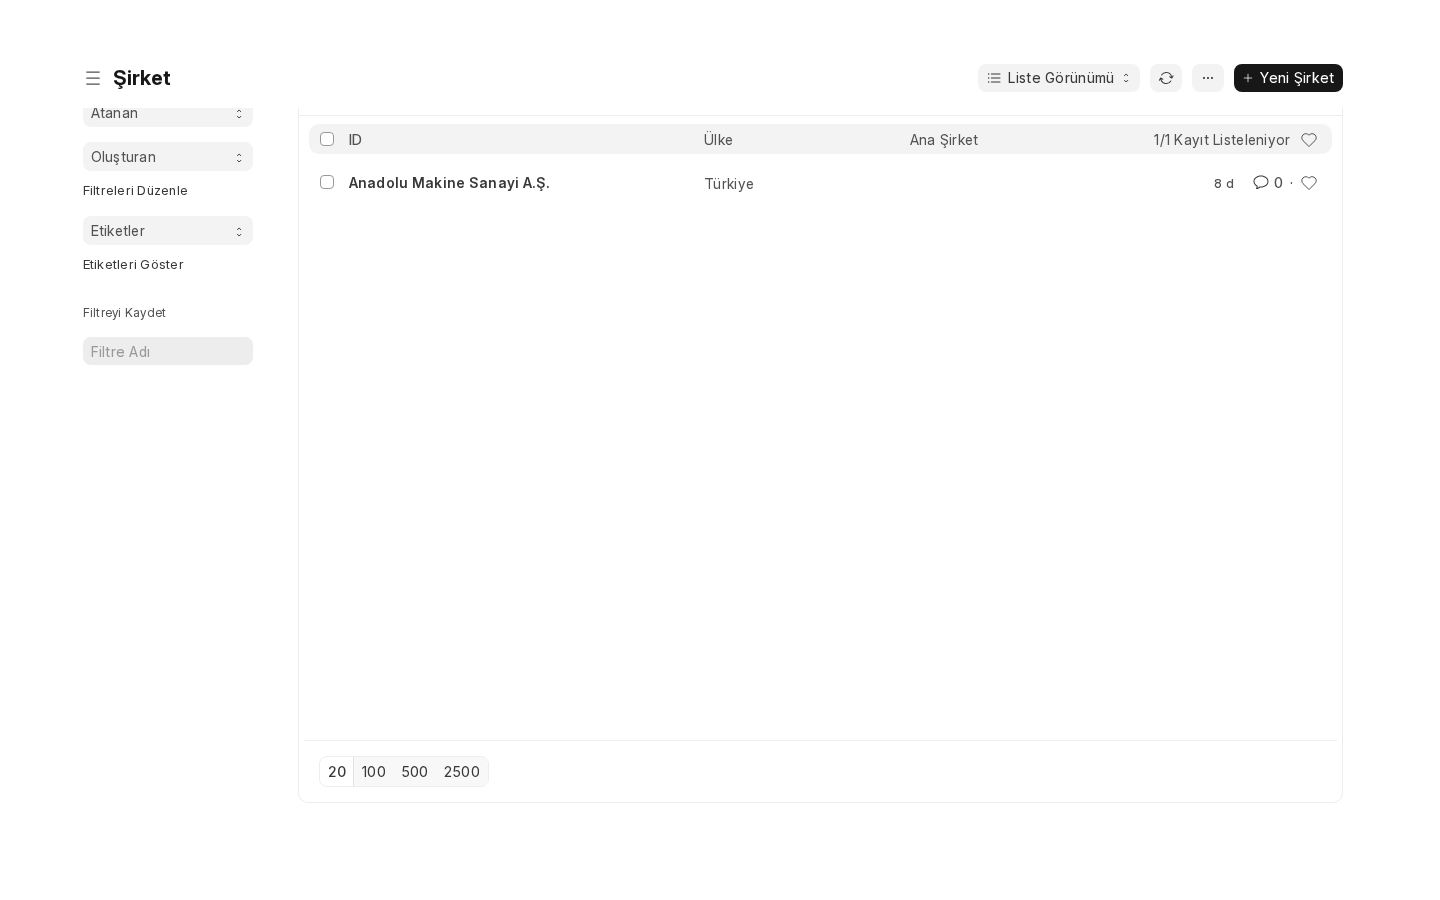 Şirket
Liste Görünümü
Yeni Şirket
Atanan
Oluşturan
Filtreleri Düzenle
Etiketler
Etiketleri Göster
Filtreyi Kaydet
Filtre Adı
ID Ülke Ana Şirket 1/1 Kayıt Listeleniyor
Anadolu Makine Sanayi A.Ş. Türkiye 8 d 0 ·
20 100 500 2500